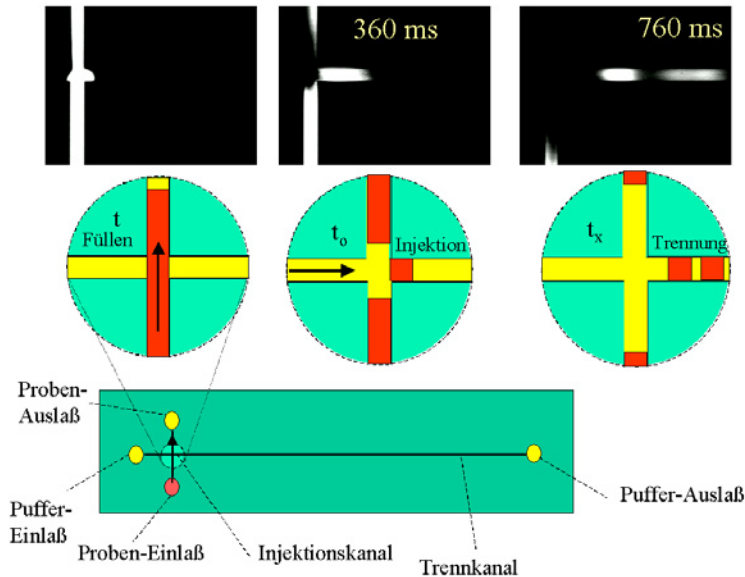 360 ms
760 ms
t
Füllen
t₀
Injektion
tₓ
Trennung
Proben-
Auslaß
Puffer-
Einlaß
Proben-Einlaß
Injektionskanal
Trennkanal
Puffer-Auslaß